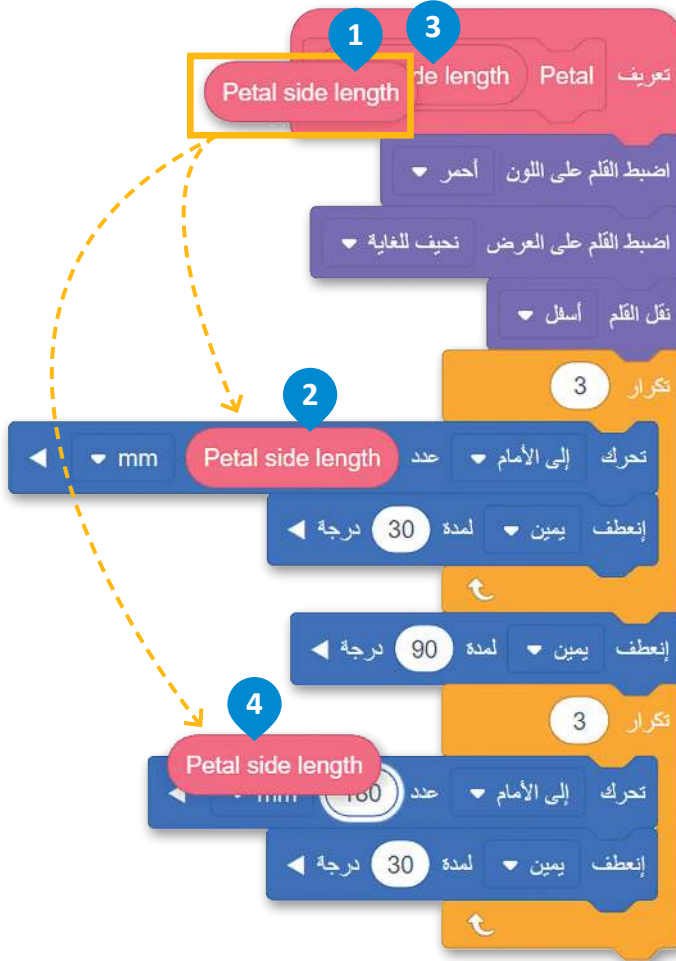 1
3
تعريف Petal de length
Petal side length
اضبط القلم على اللون أحمر
اضبط القلم على العرض نحيف للغاية
نقل القلم أسفل
تكرار 3
2
تحرك إلى الأمام عدد Petal side length mm
إنعطف يمين لمدة 30 درجة
إنعطف يمين لمدة 90 درجة
تكرار 3
4
Petal side length
تحرك إلى الأمام عدد 180 mm
إنعطف يمين لمدة 30 درجة